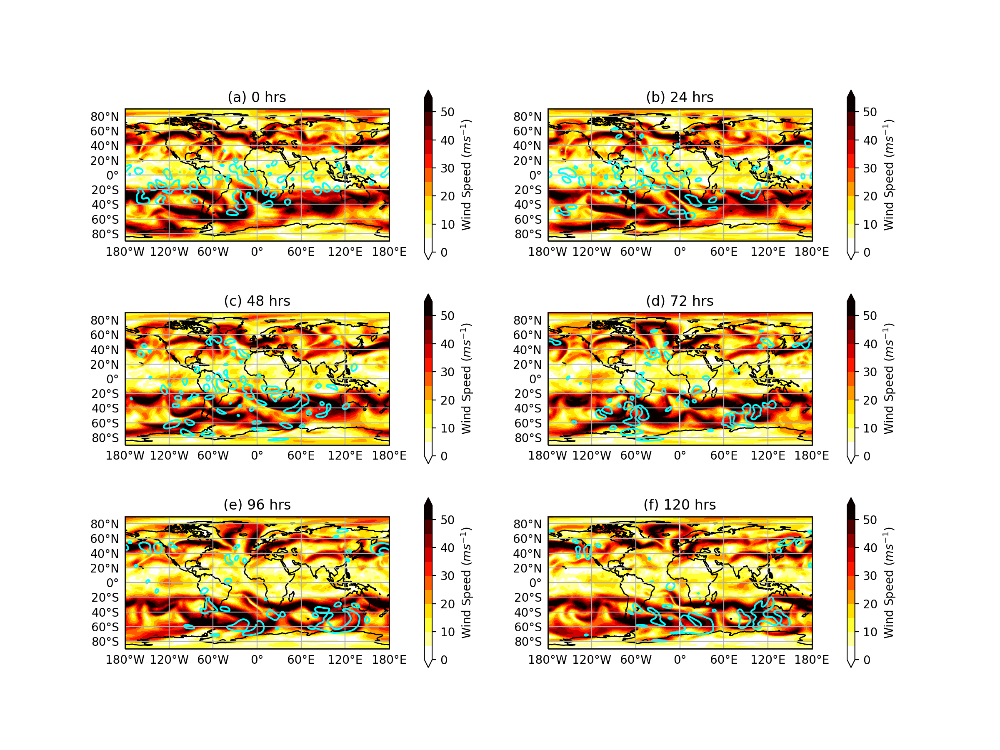 (a) 0 hrs
80°N
60°N
40°N
20°N
0°
20°S
40°S
60°S
80°S
180°W 120°W 60°W 0° 60°E 120°E 180°E
50
40
30
20
10
0
Wind Speed (ms⁻¹)
(b) 24 hrs
80°N
60°N
40°N
20°N
0°
20°S
40°S
60°S
80°S
180°W 120°W 60°W 0° 60°E 120°E 180°E
50
40
30
20
10
0
Wind Speed (ms⁻¹)
(c) 48 hrs
80°N
60°N
40°N
20°N
0°
20°S
40°S
60°S
80°S
180°W 120°W 60°W 0° 60°E 120°E 180°E
50
40
30
20
10
0
Wind Speed (ms⁻¹)
(d) 72 hrs
80°N
60°N
40°N
20°N
0°
20°S
40°S
60°S
80°S
180°W 120°W 60°W 0° 60°E 120°E 180°E
50
40
30
20
10
0
Wind Speed (ms⁻¹)
(e) 96 hrs
80°N
60°N
40°N
20°N
0°
20°S
40°S
60°S
80°S
180°W 120°W 60°W 0° 60°E 120°E 180°E
50
40
30
20
10
0
Wind Speed (ms⁻¹)
(f) 120 hrs
80°N
60°N
40°N
20°N
0°
20°S
40°S
60°S
80°S
180°W 120°W 60°W 0° 60°E 120°E 180°E
50
40
30
20
10
0
Wind Speed (ms⁻¹)